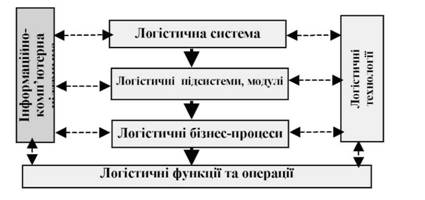 Інформаційно-
комп'ютерна
Логістична система
Логістичні підсистеми, модулі
Логістичні бізнес-процеси
Логістичні функції та операції
Логістичні
технології